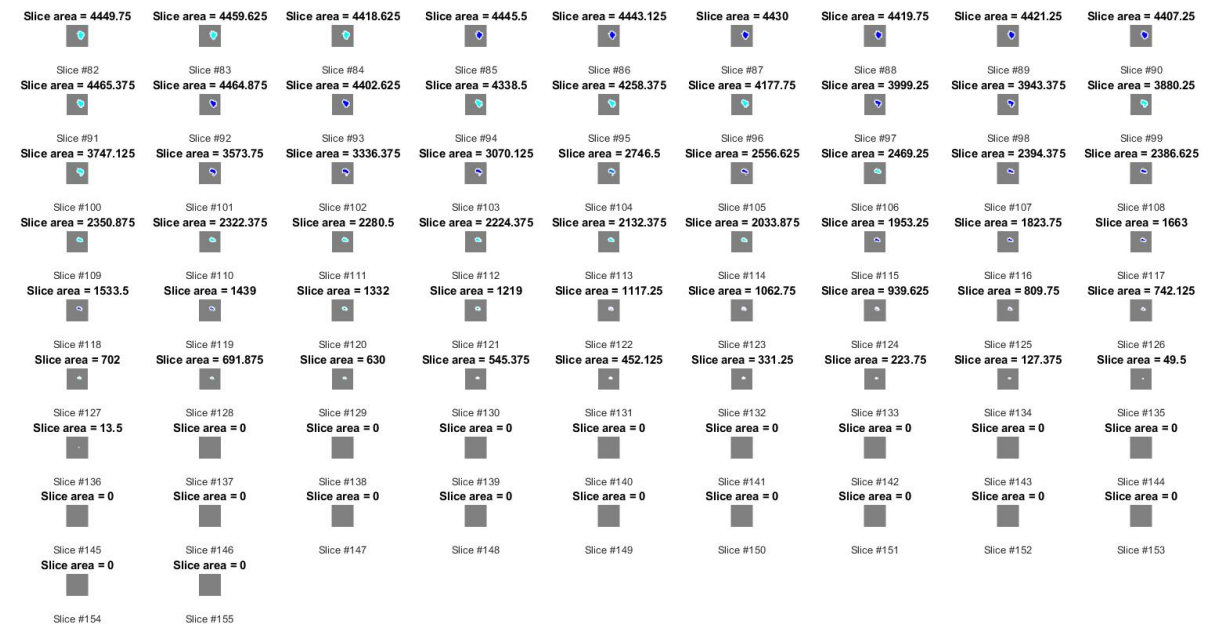 Slice area = 4449.75 Slice area = 4459.625 Slice area = 4418.625 Slice area = 4445.5 Slice area = 4443.125 Slice area = 4430 Slice area = 4419.75 Slice area = 4421.25 Slice area = 4407.25
Slice #82 Slice #83 Slice #84 Slice #85 Slice #86 Slice #87 Slice #88 Slice #89 Slice #90
Slice area = 4465.375 Slice area = 4464.875 Slice area = 4402.625 Slice area = 4338.5 Slice area = 4258.375 Slice area = 4177.75 Slice area = 3999.25 Slice area = 3943.375 Slice area = 3880.25
Slice #91 Slice #92 Slice #93 Slice #94 Slice #95 Slice #96 Slice #97 Slice #98 Slice #99
Slice area = 3747.125 Slice area = 3573.75 Slice area = 3336.375 Slice area = 3070.125 Slice area = 2746.5 Slice area = 2556.625 Slice area = 2469.25 Slice area = 2394.375 Slice area = 2386.625
Slice #100 Slice #101 Slice #102 Slice #103 Slice #104 Slice #105 Slice #106 Slice #107 Slice #108
Slice area = 2350.875 Slice area = 2322.375 Slice area = 2280.5 Slice area = 2224.375 Slice area = 2132.375 Slice area = 2033.875 Slice area = 1953.25 Slice area = 1823.75 Slice area = 1663
Slice #109 Slice #110 Slice #111 Slice #112 Slice #113 Slice #114 Slice #115 Slice #116 Slice #117
Slice area = 1533.5 Slice area = 1439 Slice area = 1332 Slice area = 1219 Slice area = 1117.25 Slice area = 1062.75 Slice area = 939.625 Slice area = 809.75 Slice area = 742.125
Slice #118 Slice #119 Slice #120 Slice #121 Slice #122 Slice #123 Slice #124 Slice #125 Slice #126
Slice area = 702 Slice area = 691.875 Slice area = 630 Slice area = 545.375 Slice area = 452.125 Slice area = 331.25 Slice area = 223.75 Slice area = 127.375 Slice area = 49.5
Slice #127 Slice #128 Slice #129 Slice #130 Slice #131 Slice #132 Slice #133 Slice #134 Slice #135
Slice area = 13.5 Slice area = 0 Slice area = 0 Slice area = 0 Slice area = 0 Slice area = 0 Slice area = 0 Slice area = 0 Slice area = 0
Slice #136 Slice #137 Slice #138 Slice #139 Slice #140 Slice #141 Slice #142 Slice #143 Slice #144
Slice area = 0 Slice area = 0 Slice area = 0 Slice area = 0 Slice area = 0 Slice area = 0 Slice area = 0 Slice area = 0 Slice area = 0
Slice #145 Slice #146 Slice #147 Slice #148 Slice #149 Slice #150 Slice #151 Slice #152 Slice #153
Slice area = 0 Slice area = 0
Slice #154 Slice #155